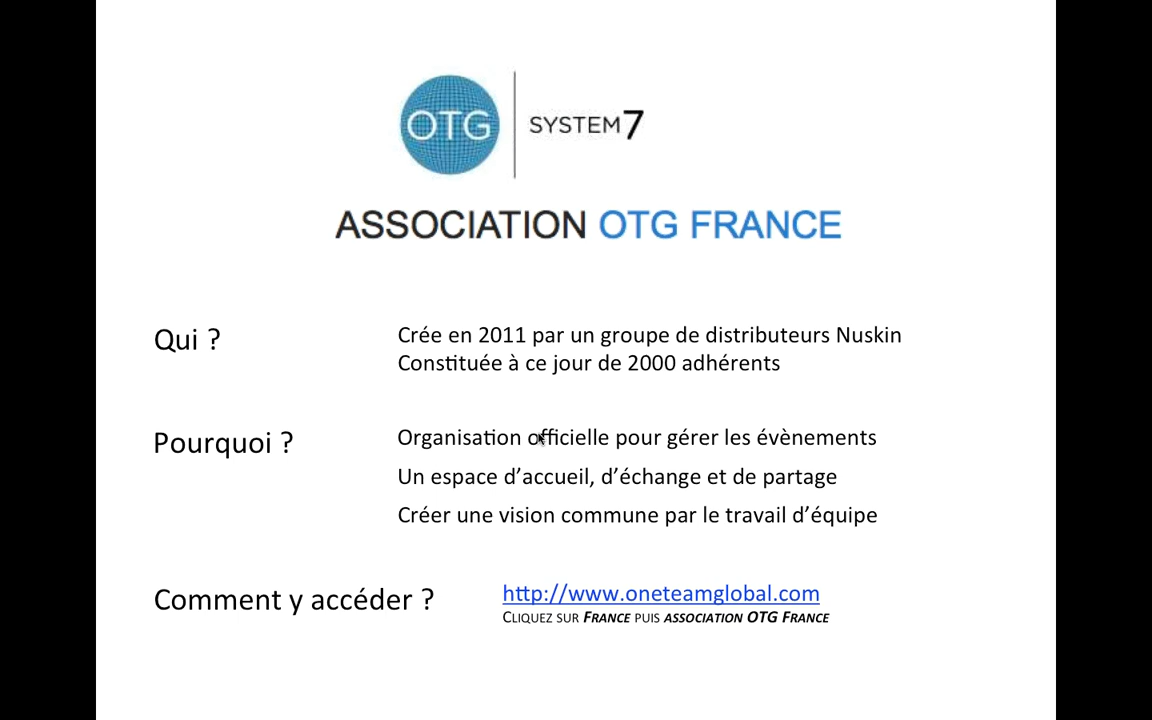 OTG
SYSTEM7
ASSOCIATION OTG FRANCE
Qui ?
Crée en 2011 par un groupe de distributeurs Nuskin
Constituée à ce jour de 2000 adhérents
Pourquoi ?
Organisation officielle pour gérer les évènements
Un espace d’accueil, d’échange et de partage
Créer une vision commune par le travail d’équipe
Comment y accéder ?
http://www.oneteamglobal.com
CLIQUEZ SUR FRANCE PUIS ASSOCIATION OTG FRANCE